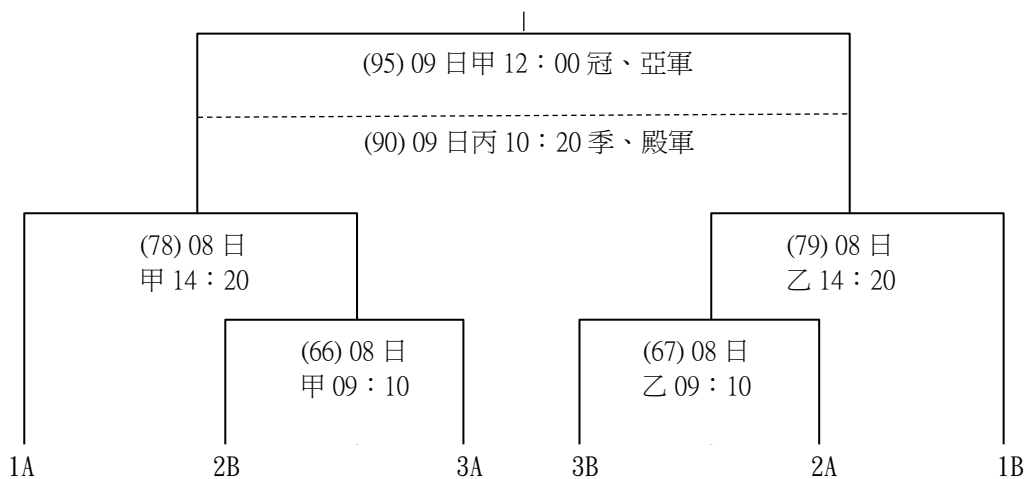 (95) 09 日甲 12：00 冠、亞軍
(90) 09 日丙 10：20 季、殿軍
(78) 08 日
甲 14：20
(79) 08 日
乙 14：20
(66) 08 日
甲 09：10
(67) 08 日
乙 09：10
1A 2B 3A 3B 2A 1B